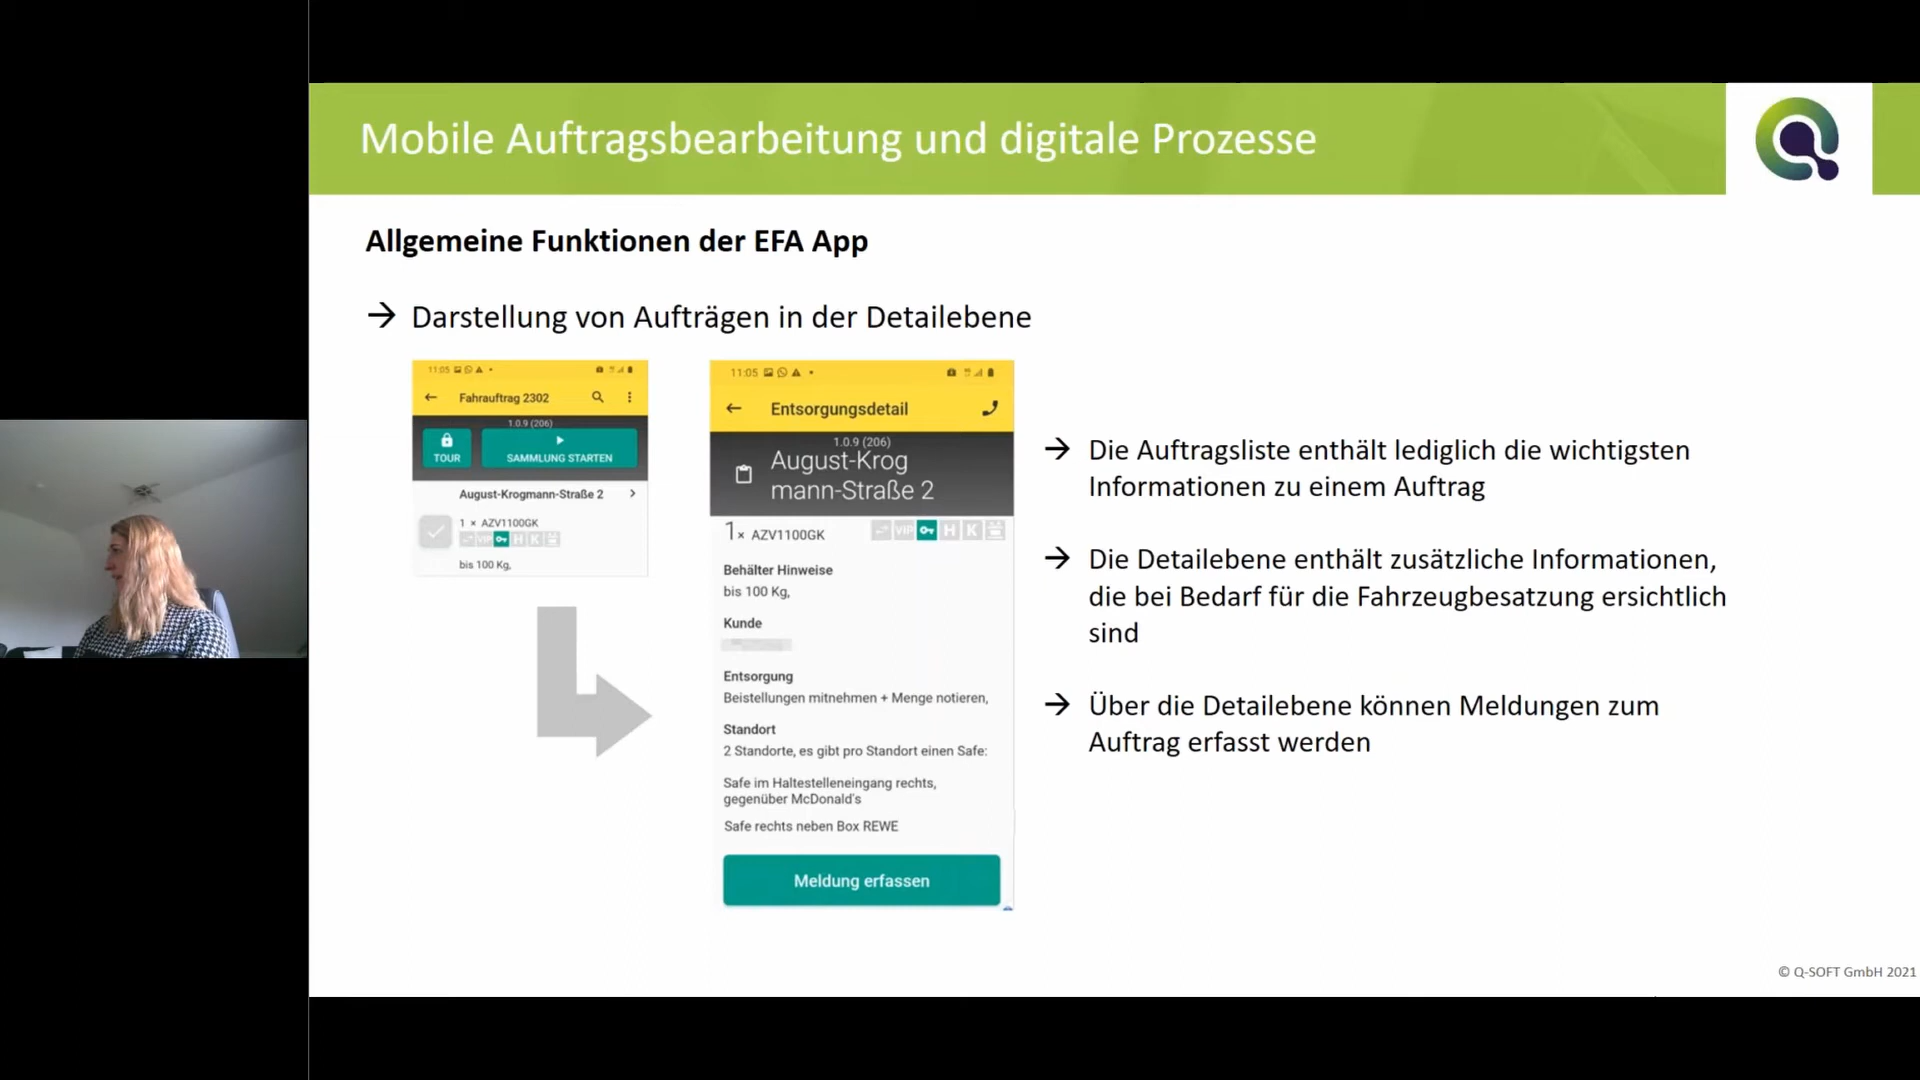 Mobile Auftragsbearbeitung und digitale Prozesse
Allgemeine Funktionen der EFA App
→ Darstellung von Aufträgen in der Detailebene
11:05
Fahrauftrag 2302
1.0.9 (206)
TOUR
SAMMLUNG STARTEN
August-Krogmann-Straße 2
1 × AZV1100GK
VIP H K
bis 100 Kg,
11:05
Entsorgungsdetail
1.0.9 (206)
August-Krog
mann-Straße 2
1× AZV1100GK
VIP H K
Behälter Hinweise
bis 100 Kg,
Kunde
Entsorgung
Beistellungen mitnehmen + Menge notieren,
Standort
2 Standorte, es gibt pro Standort einen Safe:
Safe im Haltestelleneingang rechts,
gegenüber McDonald's
Safe rechts neben Box REWE
Meldung erfassen
→ Die Auftragsliste enthält lediglich die wichtigsten
Informationen zu einem Auftrag
→ Die Detailebene enthält zusätzliche Informationen,
die bei Bedarf für die Fahrzeugbesatzung ersichtlich
sind
→ Über die Detailebene können Meldungen zum
Auftrag erfasst werden
© Q-SOFT GmbH 2021